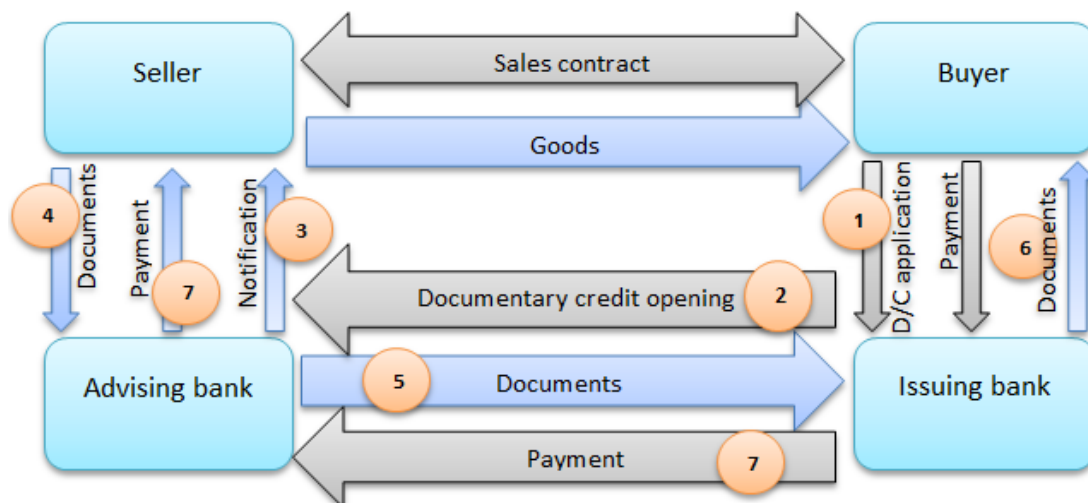 Seller
Sales contract
Buyer
Goods
4
Documents
Payment
7
Notification
3
1
D/C application
Payment
6
Documents
Documentary credit opening
2
Advising bank
5
Documents
Issuing bank
Payment
7